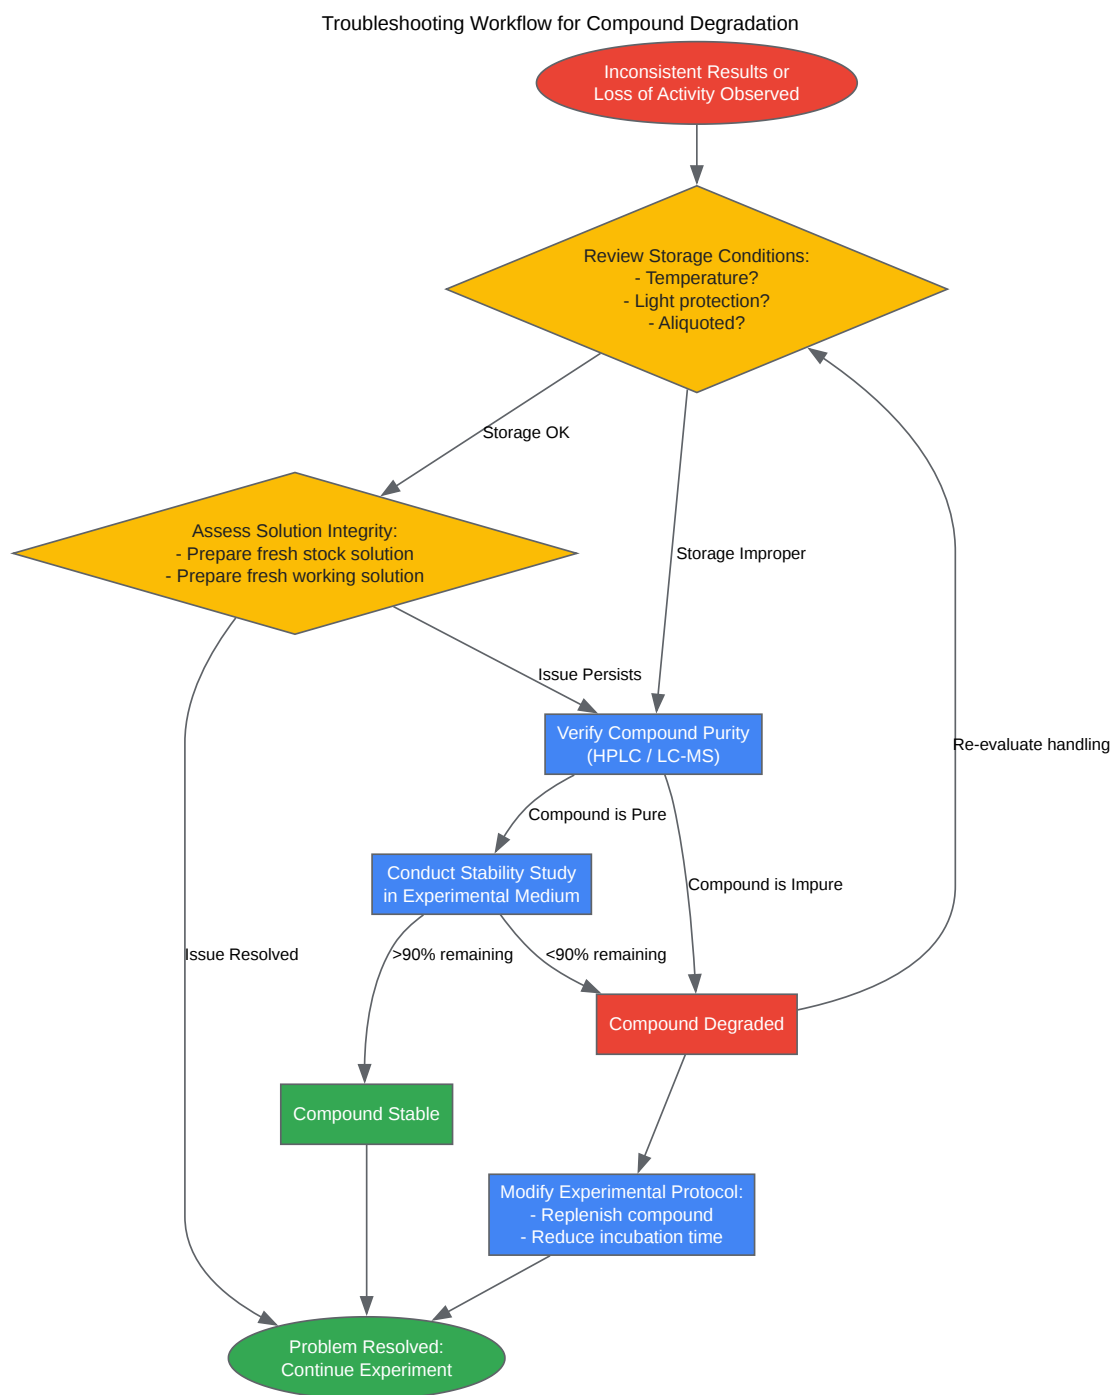 Troubleshooting Workflow for Compound Degradation
Inconsistent Results or
Loss of Activity Observed
Review Storage Conditions:
- Temperature?
- Light protection?
- Aliquoted?
Storage OK
Assess Solution Integrity:
- Prepare fresh stock solution
- Prepare fresh working solution
Storage Improper
Issue Persists
Verify Compound Purity
(HPLC / LC-MS)
Re-evaluate handling
Compound is Pure
Conduct Stability Study
in Experimental Medium
Compound is Impure
Issue Resolved
>90% remaining
<90% remaining
Compound Degraded
Compound Stable
Modify Experimental Protocol:
- Replenish compound
- Reduce incubation time
Problem Resolved:
Continue Experiment